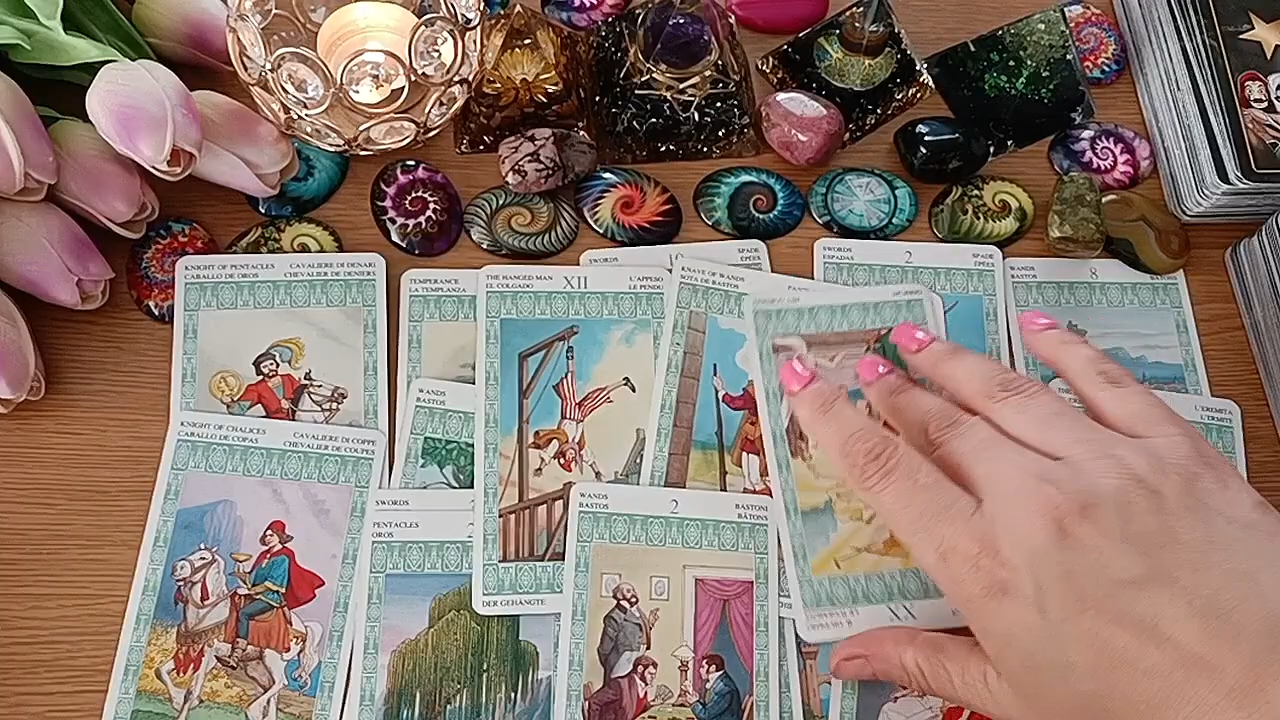 KNIGHT OF PENTACLES CAVALIERE DI DENARI
CABALLO DE OROS CHEVALIER DE DENIERS
TEMPERANCE
LA TEMPLANZA
THE HANGED MAN XII L'APPESO
EL COLGADO LE PENDU
DER GEHÄNGTE
SWORDS SPADE
ÉPÉES
KNAVE OF WANDS
SOTA DE BASTOS
SWORDS 2 SPADE
ESPADAS ÉPÉES
WANDS 8
BASTOS
L'EREMITA
L'ERMITE
WANDS
BASTOS
KNIGHT OF CHALICES CAVALIERE DI COPPE
CABALLO DE COPAS CHEVALIER DE COUPES
SWORDS
PENTACLES
OROS
WANDS 2 BASTONI
BASTOS BÂTONS
XX